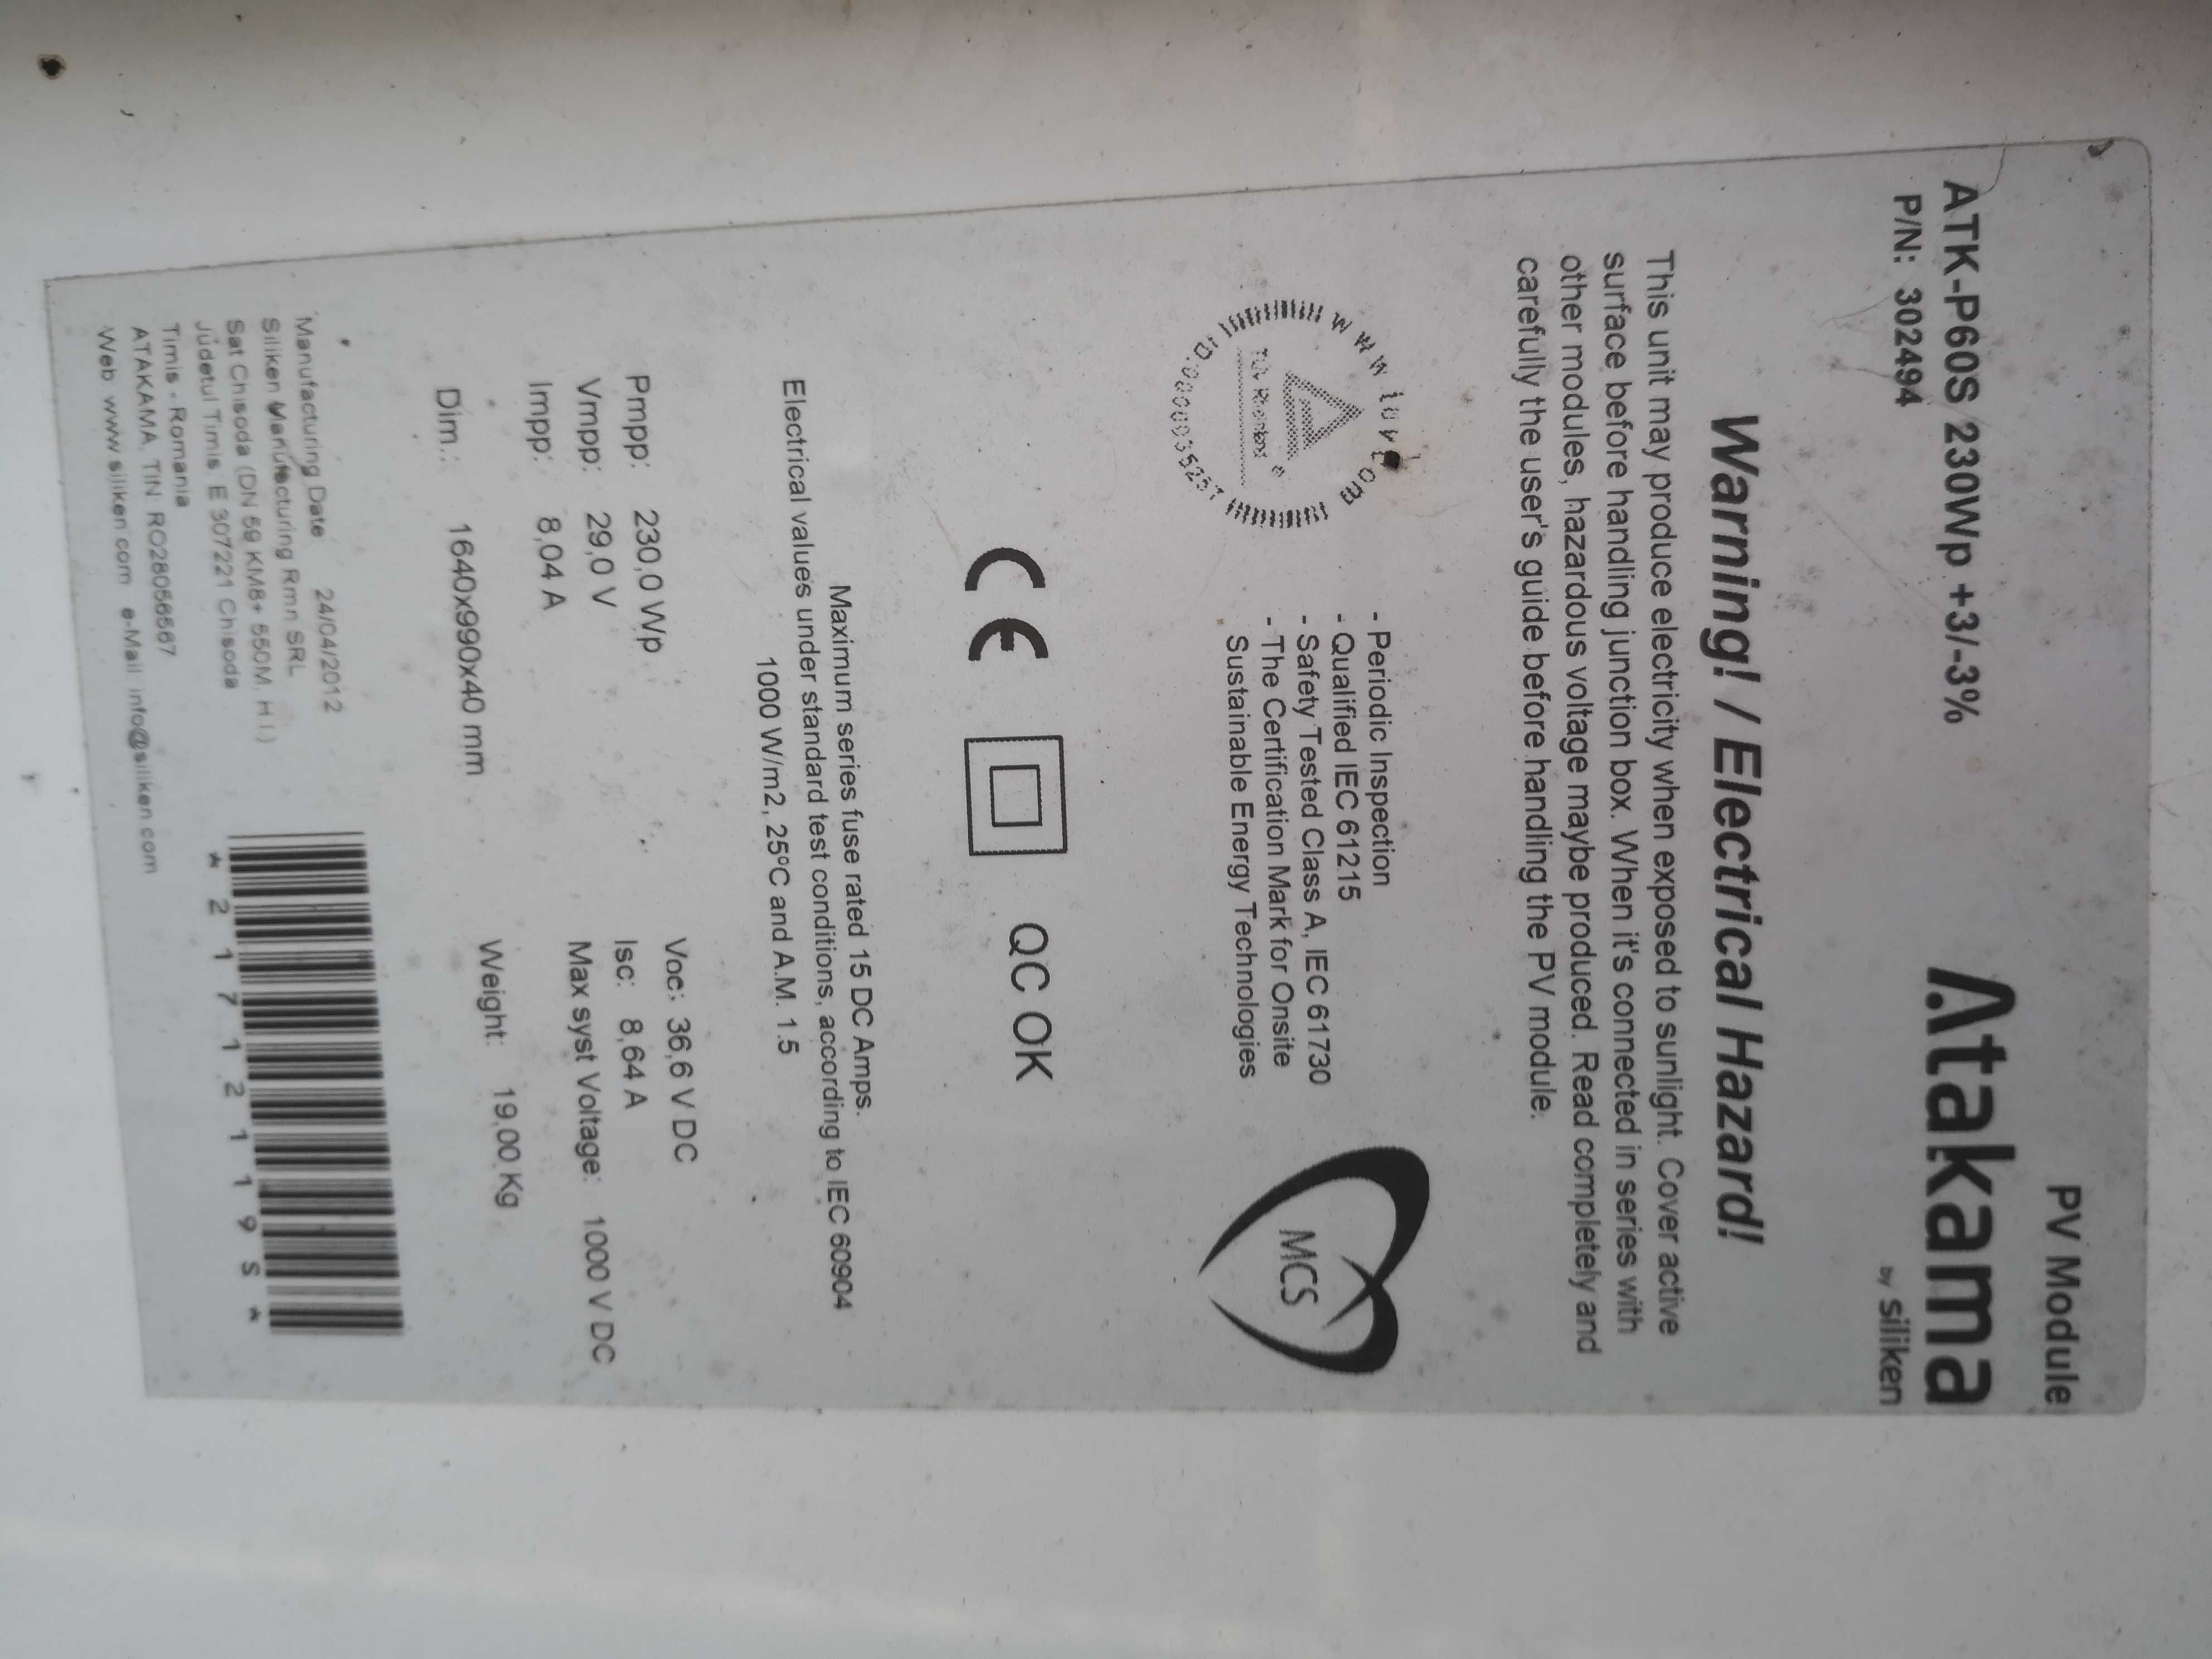 PV Module
ATK-P60S 230Wp +3/-3%
P/N: 302494
Atakama
by siliken
Warning! / Electrical Hazard!
This unit may produce electricity when exposed to sunlight. Cover active
surface before handling junction box. When it's connected in series with
other modules, hazardous voltage maybe produced. Read completely and
carefully the user's guide before handling the PV module.
- Periodic Inspection
- Qualified IEC 61215
- Safety Tested Class A, IEC 61730
- The Certification Mark for Onsite
Sustainable Energy Technologies
MCS
CE
QC OK
Maximum series fuse rated 15 DC Amps.
Electrical values under standard test conditions, according to IEC 60904
1000 W/m2, 25ºC and A.M. 1.5
Pmpp: 230,0 Wp
Voc: 36,6 V DC
Vmpp: 29,0 V
Isc: 8,64 A
Impp: 8,04 A
Max syst Voltage: 1000 V DC
Dim.: 1640x990x40 mm
Weight: 19,00 Kg
Manufacturing Date 24/04/2012
Siliken Manufacturing Rmn SRL
Sat Chisoda (DN 59 KM8+ 550M, H I.)
Judetul Timis, E 307221 Chisoda
Timis - Romania
ATAKAMA, TIN RO28056567
Web www.siliken.com e-Mail info@siliken.com
* 2 1 7 1 2 1 1 9 S *